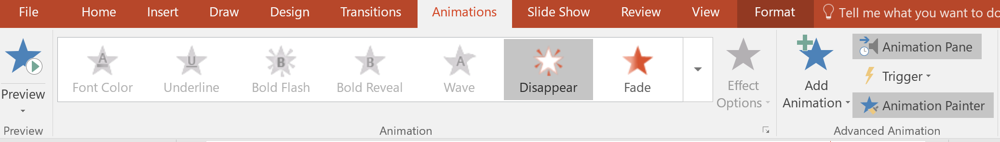 File Home Insert Draw Design Transitions Animations Slide Show Review View Format Tell me what you want to do
A U B B A
Font Color Underline Bold Flash Bold Reveal Wave Disappear Fade
Preview
Effect
Options
Add
Animation
Animation Pane
Trigger
Animation Painter
Preview Animation Advanced Animation